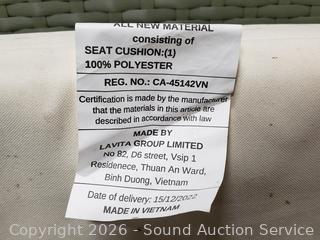 ALL NEW MATERIAL
consisting of
SEAT CUSHION:(1)
100% POLYESTER
REG. NO.: CA-45142VN
Certification is made by the manufacturer
that the materials in this article are
described in accordance with law
MADE BY
LAVITA GROUP LIMITED
No 82, D6 street, Vsip 1
Residenece, Thuan An Ward,
Binh Duong, Vietnam
Date of delivery: 15/12/2022
MADE IN VIETNAM
Copyright 2026 - Sound Auction Service